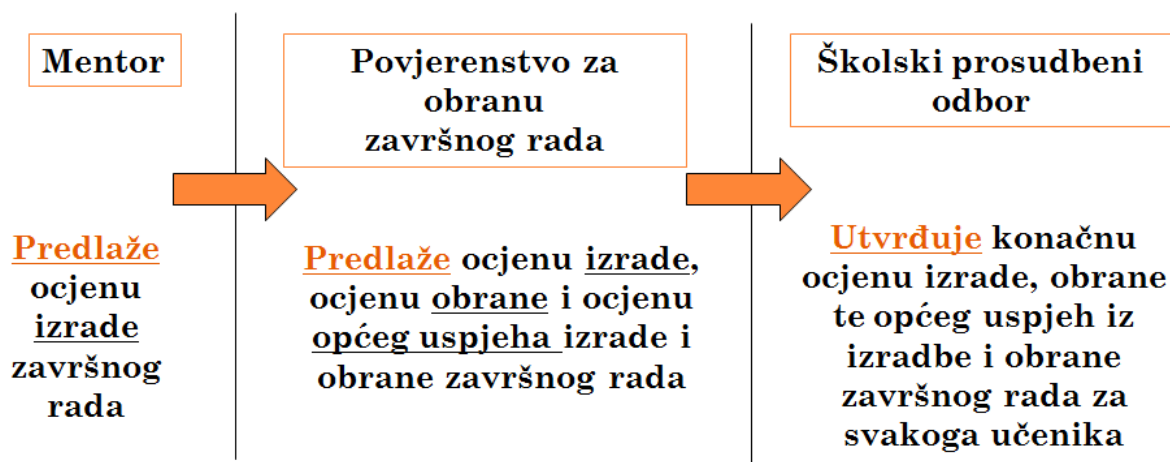 Mentor
Predlaže
ocjenu
izrade
završnog
rada
Povjerenstvo za
obranu
završnog rada
Predlaže ocjenu izrade,
ocjenu obrane i ocjenu
općeg uspjeha izrade i
obrane završnog rada
Školski prosudbeni
odbor
Utvrđuje konačnu
ocjenu izrade, obrane
te općeg uspjeh iz
izradbe i obrane
završnog rada za
svakoga učenika